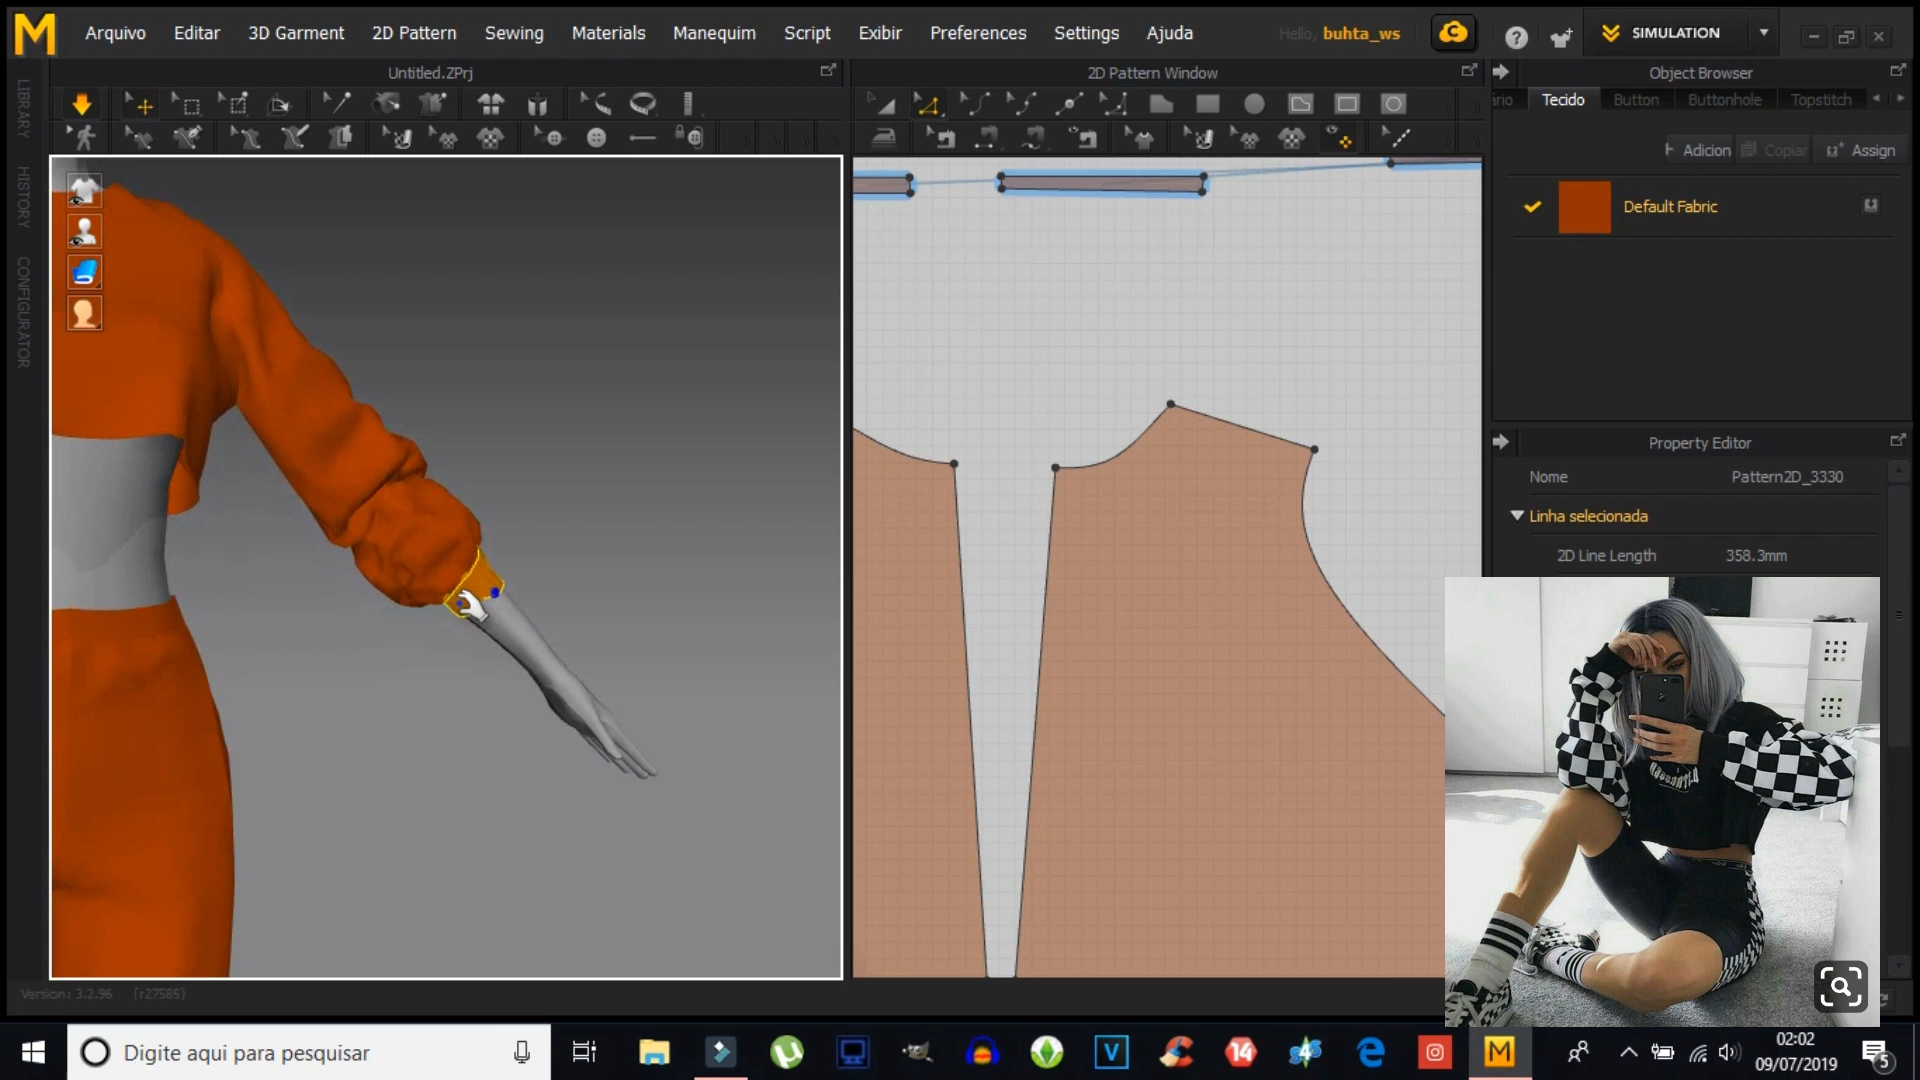 Arquivo Editar 3D Garment 2D Pattern Sewing Materials Manequim Script Exibir Preferences Settings Ajuda Hello, buhta_ws SIMULATION
Untitled.ZPrj 2D Pattern Window Object Browser
Tecido Button Buttonhole Topstitch
Adicion Copiar Assign
Default Fabric
LIBRARY
HISTORY
CONFIGURATOR
Property Editor
Nome Pattern2D_3330
Linha selecionada
2D Line Length 358.3mm
Version: 3.2.96 (r27585)
Digite aqui para pesquisar
V
14
M
02:02
09/07/2019
5